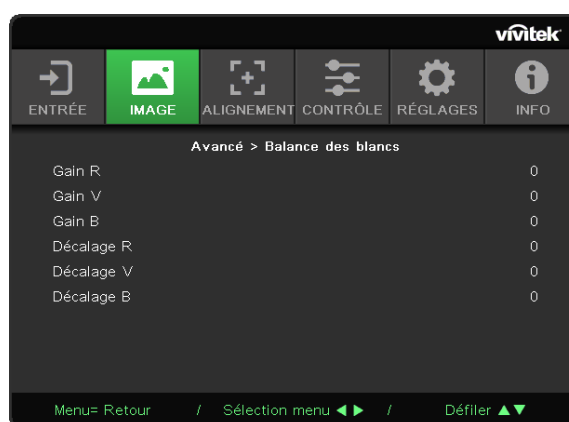 vivitek
ENTRÉE IMAGE ALIGNEMENT CONTRÔLE RÉGLAGES INFO
Avancé > Balance des blancs
Gain R 0
Gain V 0
Gain B 0
Décalage R 0
Décalage V 0
Décalage B 0
Menu= Retour / Sélection menu ◀ ▶ / Défiler ▲▼